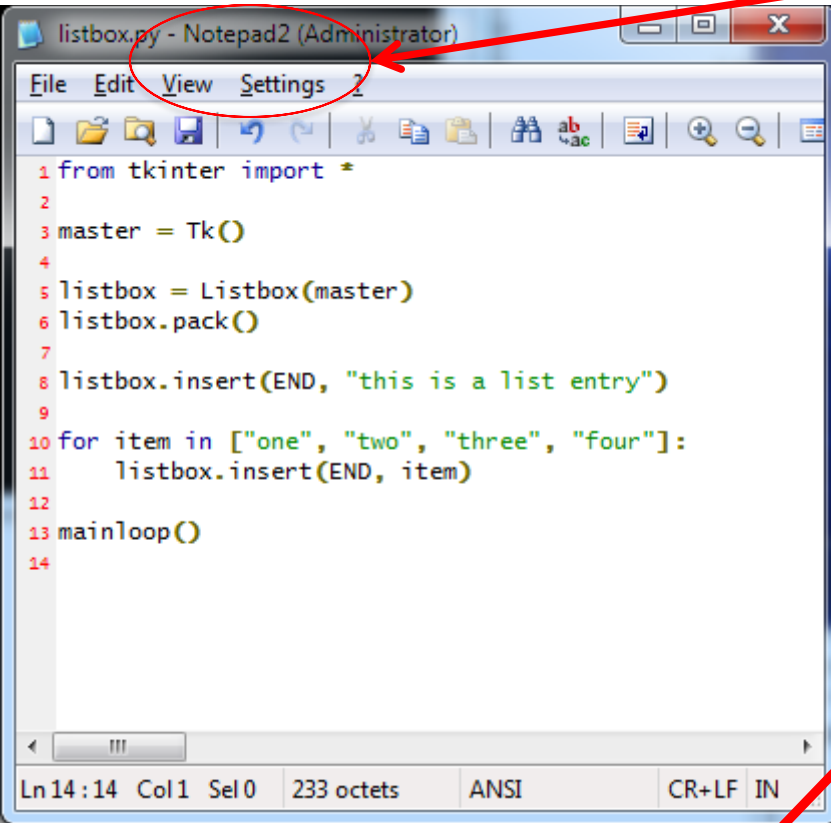 listbox.py - Notepad2 (Administrator)
File Edit View Settings ?
ab
ac
1 from tkinter import *
2
3 master = Tk()
4
5 listbox = Listbox(master)
6 listbox.pack()
7
8 listbox.insert(END, "this is a list entry")
9
10 for item in ["one", "two", "three", "four"]:
11     listbox.insert(END, item)
12
13 mainloop()
14
Ln 14 : 14 Col 1 Sel 0 233 octets ANSI CR+LF IN